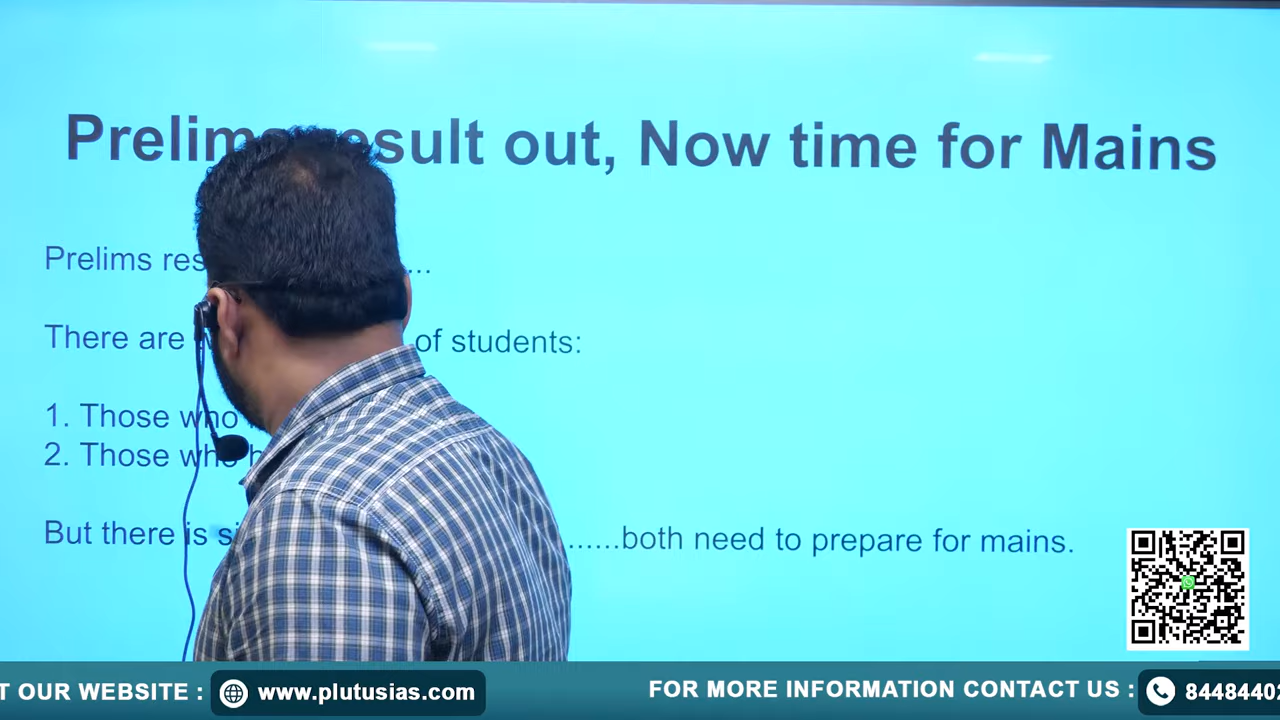 Prelims result out, Now time for Mains
Prelims ...
There are of students:
1. Those who
2. Those who
But there is ......both need to prepare for mains.
T OUR WEBSITE : www.plutusias.com
FOR MORE INFORMATION CONTACT US : 84484402